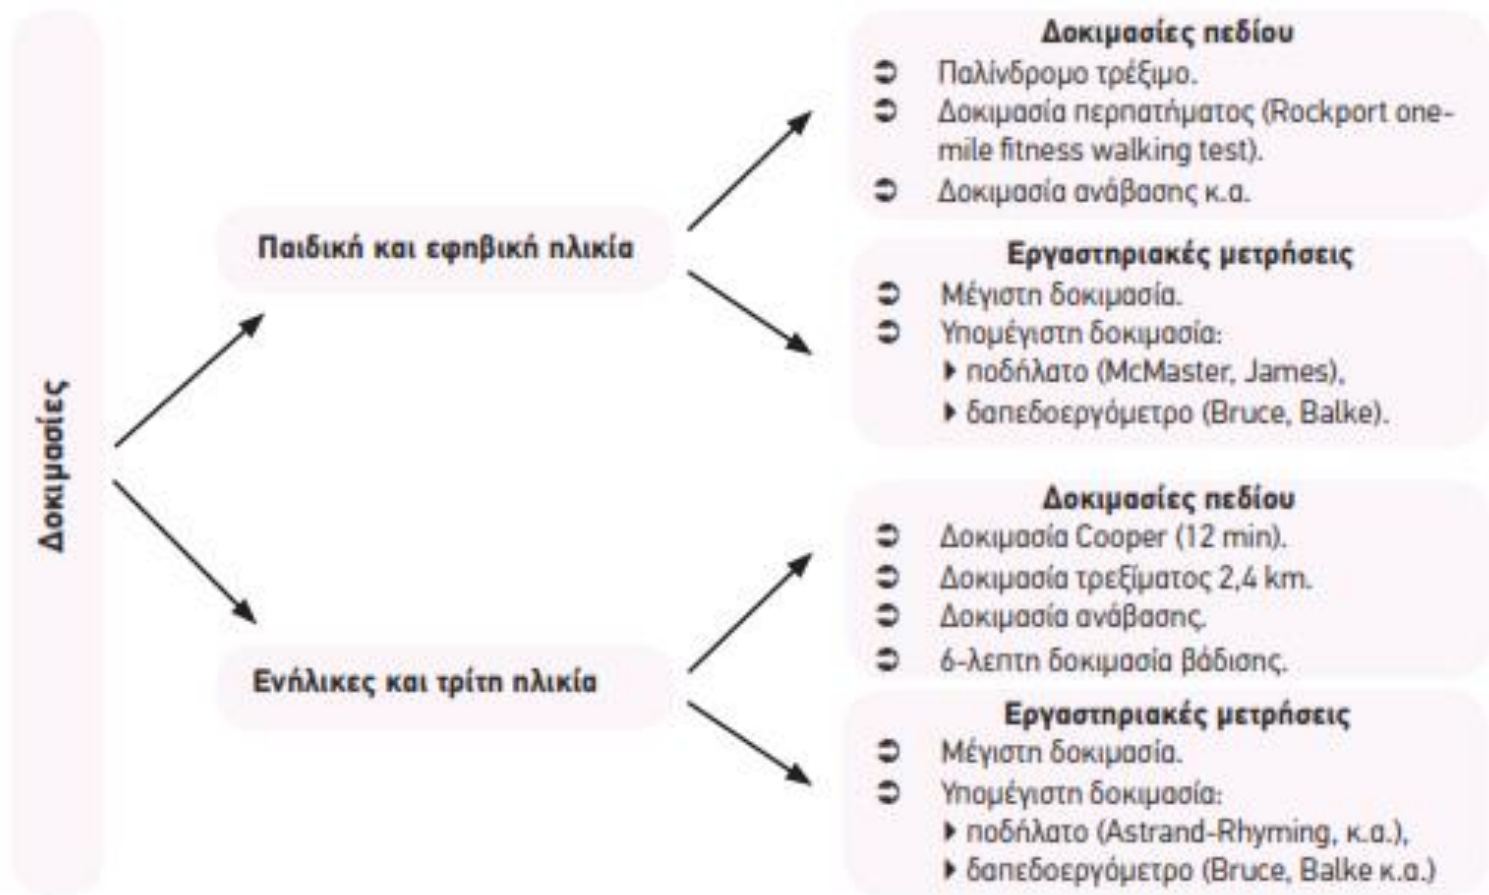 Δοκιμασίες
Παιδική και εφηβική ηλικία
Δοκιμασίες πεδίου
➲ Παλίνδρομο τρέξιμο.
➲ Δοκιμασία περπατήματος (Rockport one-
mile fitness walking test).
➲ Δοκιμασία ανάβασης κ.α.
Εργαστηριακές μετρήσεις
➲ Μέγιστη δοκιμασία.
➲ Υπομέγιστη δοκιμασία:
▶ ποδήλατο (McMaster, James),
▶ δαπεδοεργόμετρο (Bruce, Balke).
Ενήλικες και τρίτη ηλικία
Δοκιμασίες πεδίου
➲ Δοκιμασία Cooper (12 min).
➲ Δοκιμασία τρεξίματος 2,4 km.
➲ Δοκιμασία ανάβασης.
➲ 6-λεπτη δοκιμασία βάδισης.
Εργαστηριακές μετρήσεις
➲ Μέγιστη δοκιμασία.
➲ Υπομέγιστη δοκιμασία:
▶ ποδήλατο (Astrand-Rhyming, κ.α.),
▶ δαπεδοεργόμετρο (Bruce, Balke κ.α.)